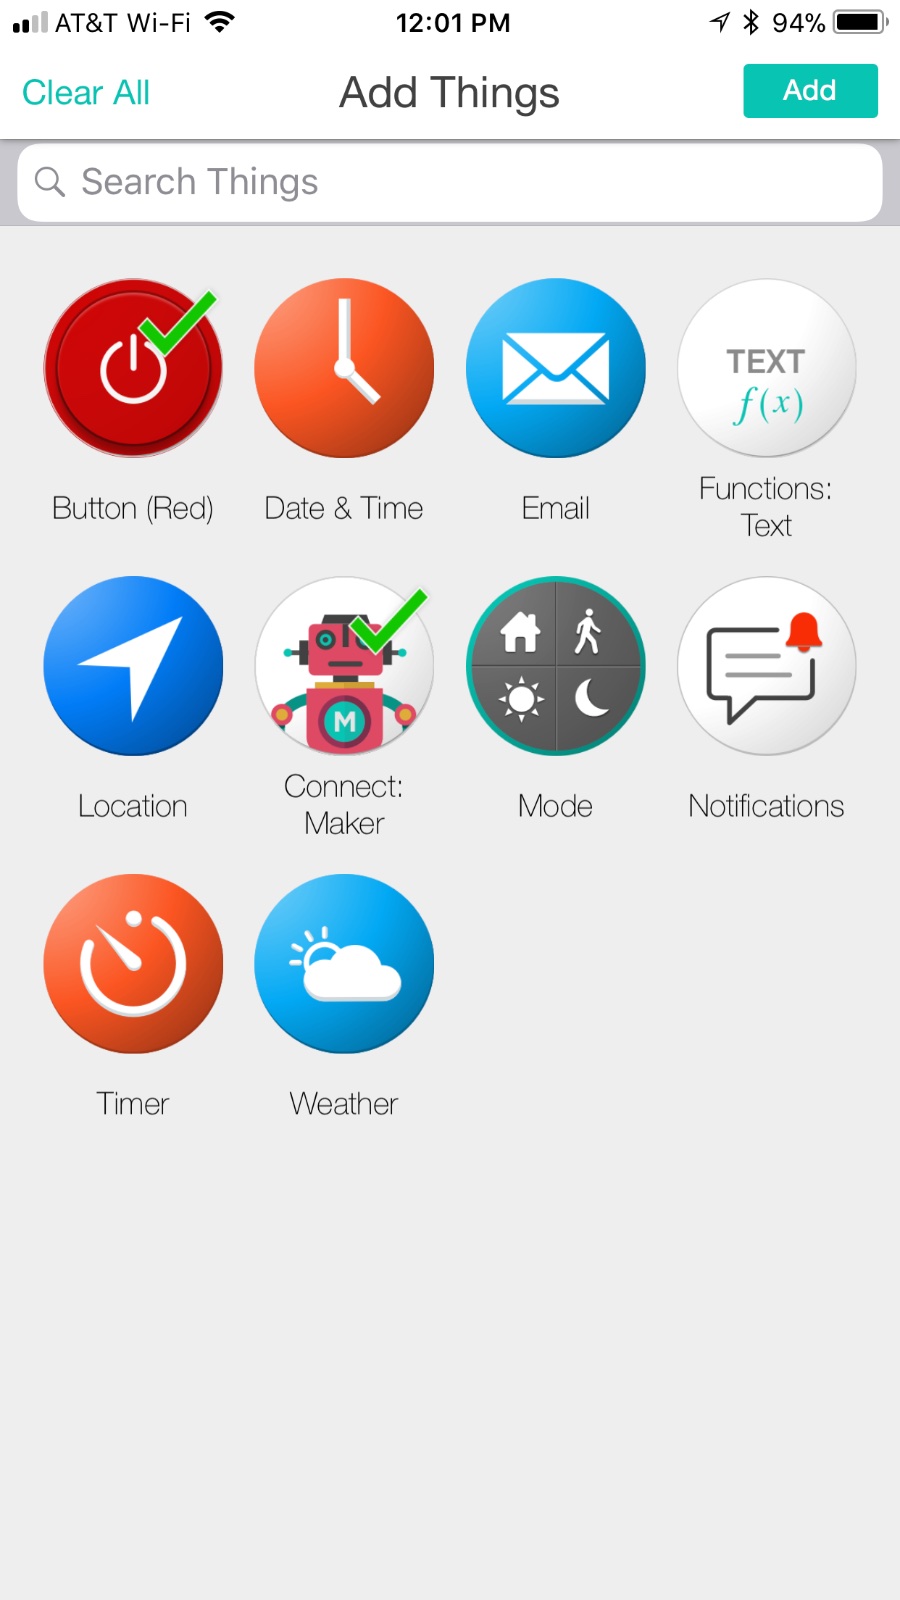 AT&T Wi-Fi 12:01 PM 94%
Clear All Add Things Add
Search Things
TEXT
f(x)
Button (Red) Date & Time Email Functions:
Text
M
Location Connect:
Maker Mode Notifications
Timer Weather